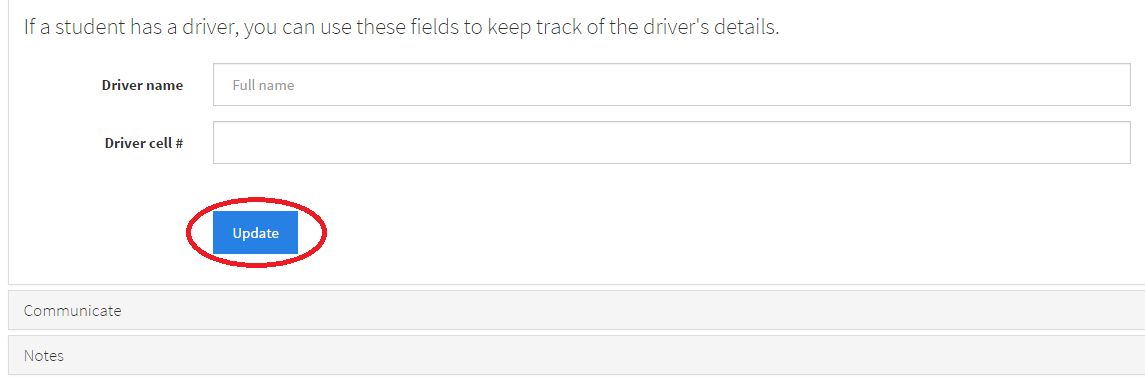 If a student has a driver, you can use these fields to keep track of the driver's details.
Driver name Full name
Driver cell #
Update
Communicate
Notes